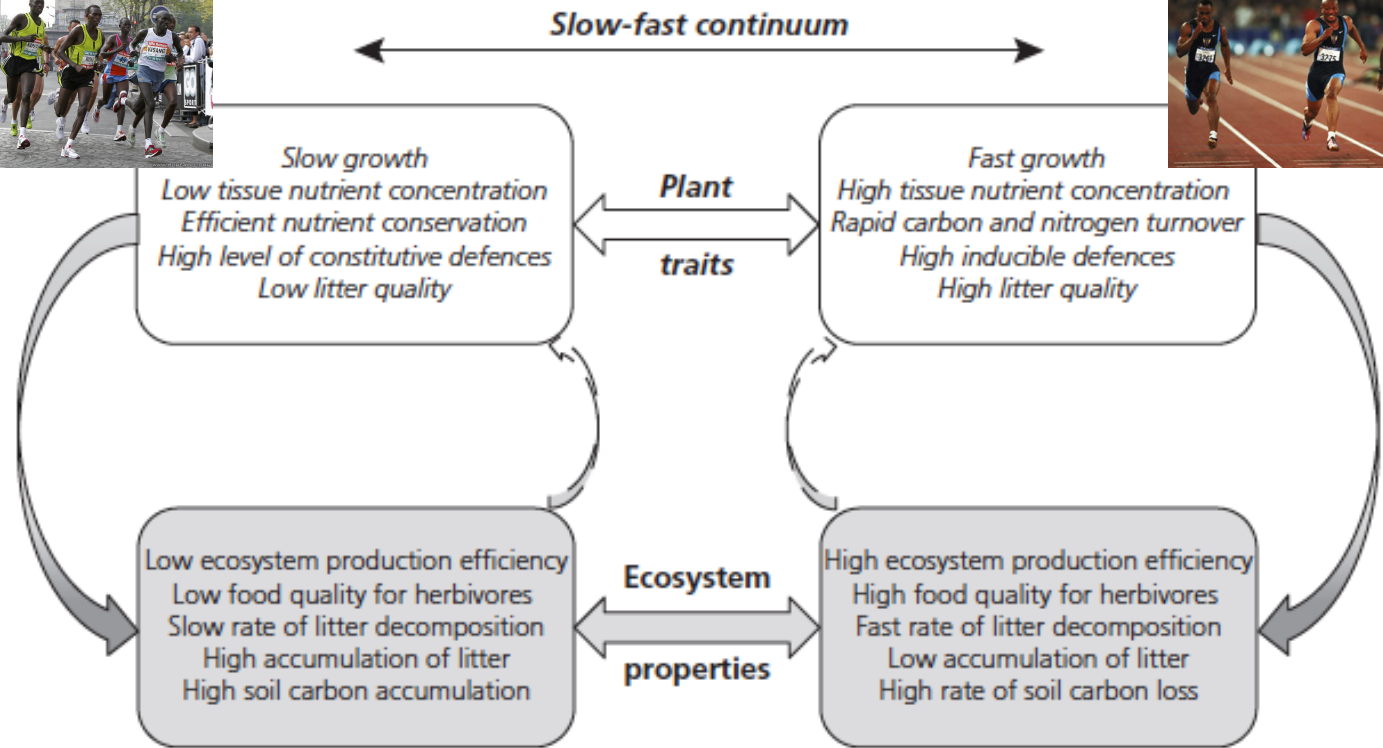 Slow-fast continuum
Slow growth
Low tissue nutrient concentration
Efficient nutrient conservation
High level of constitutive defences
Low litter quality
Plant
traits
Fast growth
High tissue nutrient concentration
Rapid carbon and nitrogen turnover
High inducible defences
High litter quality
Low ecosystem production efficiency
Low food quality for herbivores
Slow rate of litter decomposition
High accumulation of litter
High soil carbon accumulation
Ecosystem
properties
High ecosystem production efficiency
High food quality for herbivores
Fast rate of litter decomposition
Low accumulation of litter
High rate of soil carbon loss